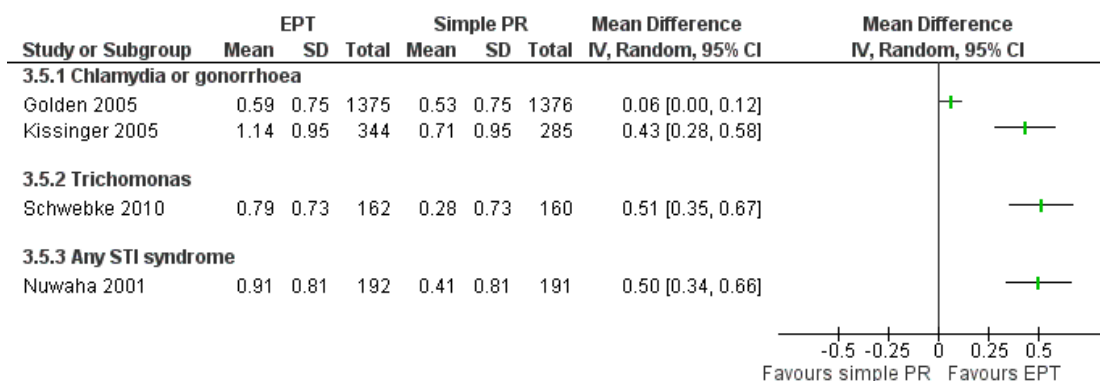 EPT Simple PR Mean Difference Mean Difference
Study or Subgroup Mean SD Total Mean SD Total IV, Random, 95% CI IV, Random, 95% CI
3.5.1 Chlamydia or gonorrhoea
Golden 2005 0.59 0.75 1375 0.53 0.75 1376 0.06 [0.00, 0.12]
Kissinger 2005 1.14 0.95 344 0.71 0.95 285 0.43 [0.28, 0.58]
3.5.2 Trichomonas
Schwebke 2010 0.79 0.73 162 0.28 0.73 160 0.51 [0.35, 0.67]
3.5.3 Any STI syndrome
Nuwaha 2001 0.91 0.81 192 0.41 0.81 191 0.50 [0.34, 0.66]
-0.5 -0.25 0 0.25 0.5
Favours simple PR Favours EPT